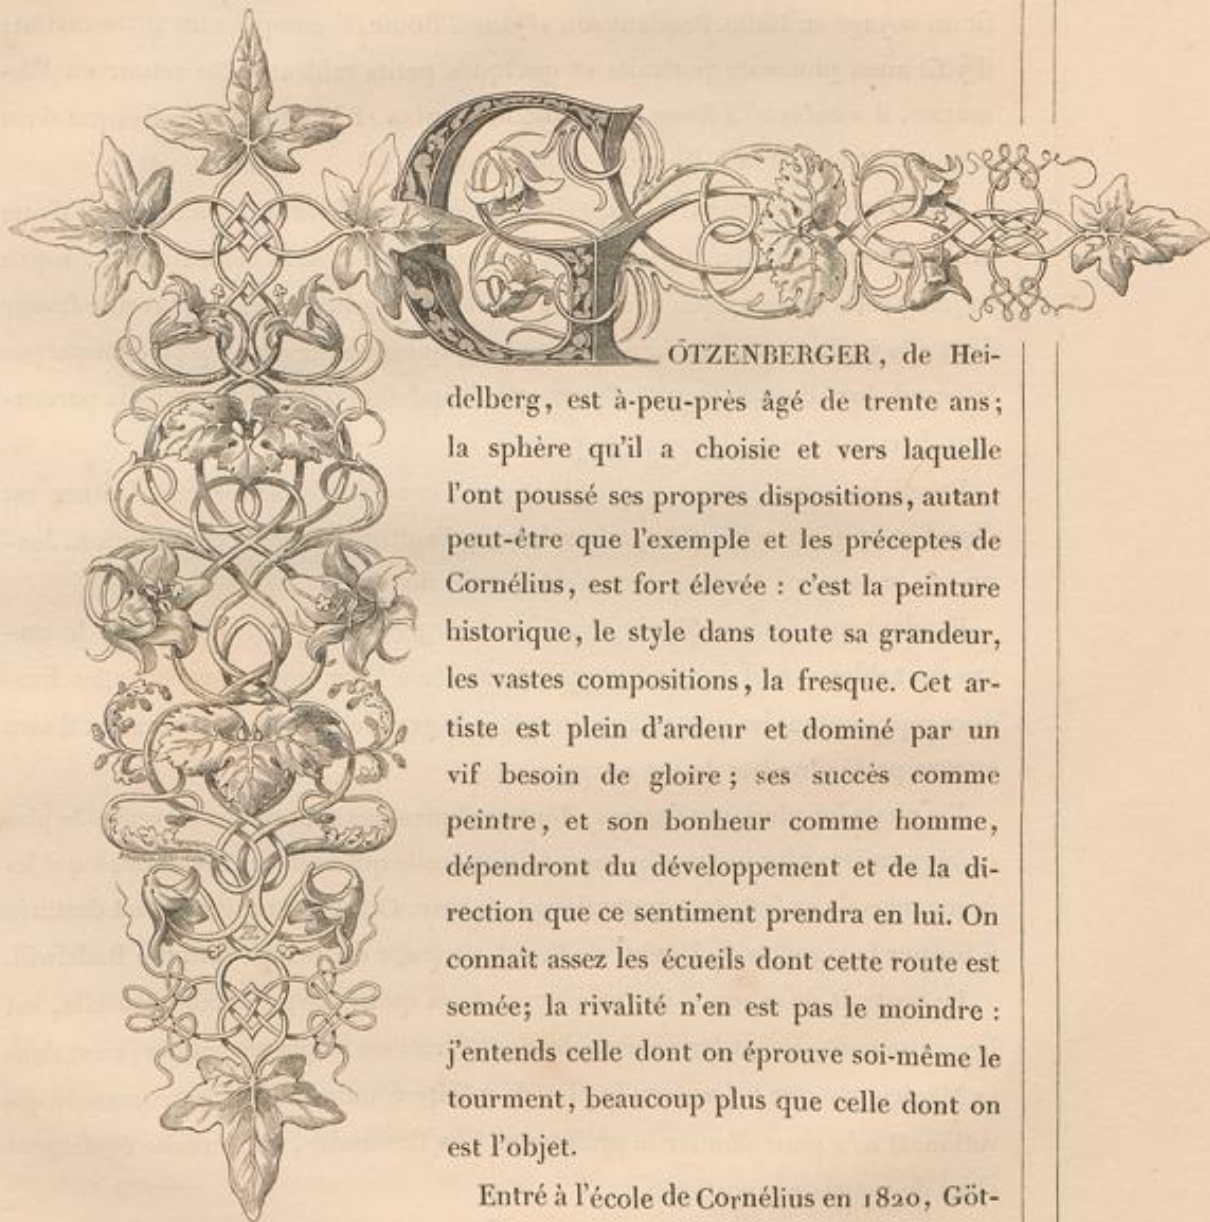 GÖTZENBERGER, de Hei-
delberg, est à-peu-près âgé de trente ans;
la sphère qu'il a choisie et vers laquelle
l'ont poussé ses propres dispositions, autant
peut-être que l'exemple et les préceptes de
Cornélius, est fort élevée : c'est la peinture
historique, le style dans toute sa grandeur,
les vastes compositions, la fresque. Cet ar-
tiste est plein d'ardeur et dominé par un
vif besoin de gloire; ses succès comme
peintre, et son bonheur comme homme,
dépendront du développement et de la di-
rection que ce sentiment prendra en lui. On
connaît assez les écueils dont cette route est
semée; la rivalité n'en est pas le moindre :
j'entends celle dont on éprouve soi-même le
tourment, beaucoup plus que celle dont on
est l'objet.
Entré à l'école de Cornélius en 1820, Göt-